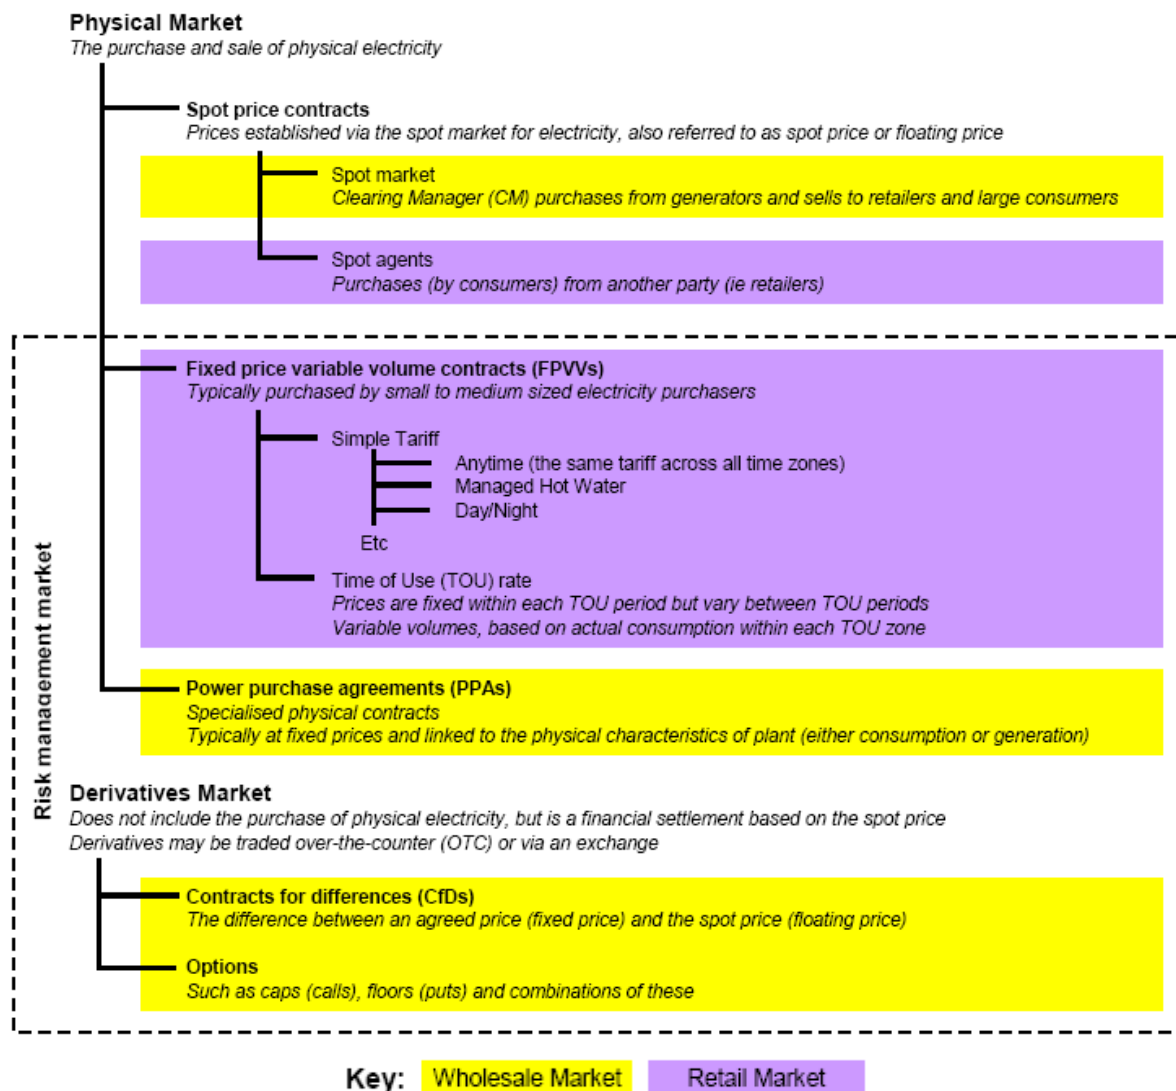 Physical Market
The purchase and sale of physical electricity
Spot price contracts
Prices established via the spot market for electricity, also referred to as spot price or floating price
Spot market
Clearing Manager (CM) purchases from generators and sells to retailers and large consumers
Spot agents
Purchases (by consumers) from another party (ie retailers)
Risk management market
Fixed price variable volume contracts (FPVVs)
Typically purchased by small to medium sized electricity purchasers
Simple Tariff
Anytime (the same tariff across all time zones)
Managed Hot Water
Day/Night
Etc
Time of Use (TOU) rate
Prices are fixed within each TOU period but vary between TOU periods
Variable volumes, based on actual consumption within each TOU zone
Power purchase agreements (PPAs)
Specialised physical contracts
Typically at fixed prices and linked to the physical characteristics of plant (either consumption or generation)
Derivatives Market
Does not include the purchase of physical electricity, but is a financial settlement based on the spot price
Derivatives may be traded over-the-counter (OTC) or via an exchange
Contracts for differences (CfDs)
The difference between an agreed price (fixed price) and the spot price (floating price)
Options
Such as caps (calls), floors (puts) and combinations of these
Key: Wholesale Market Retail Market